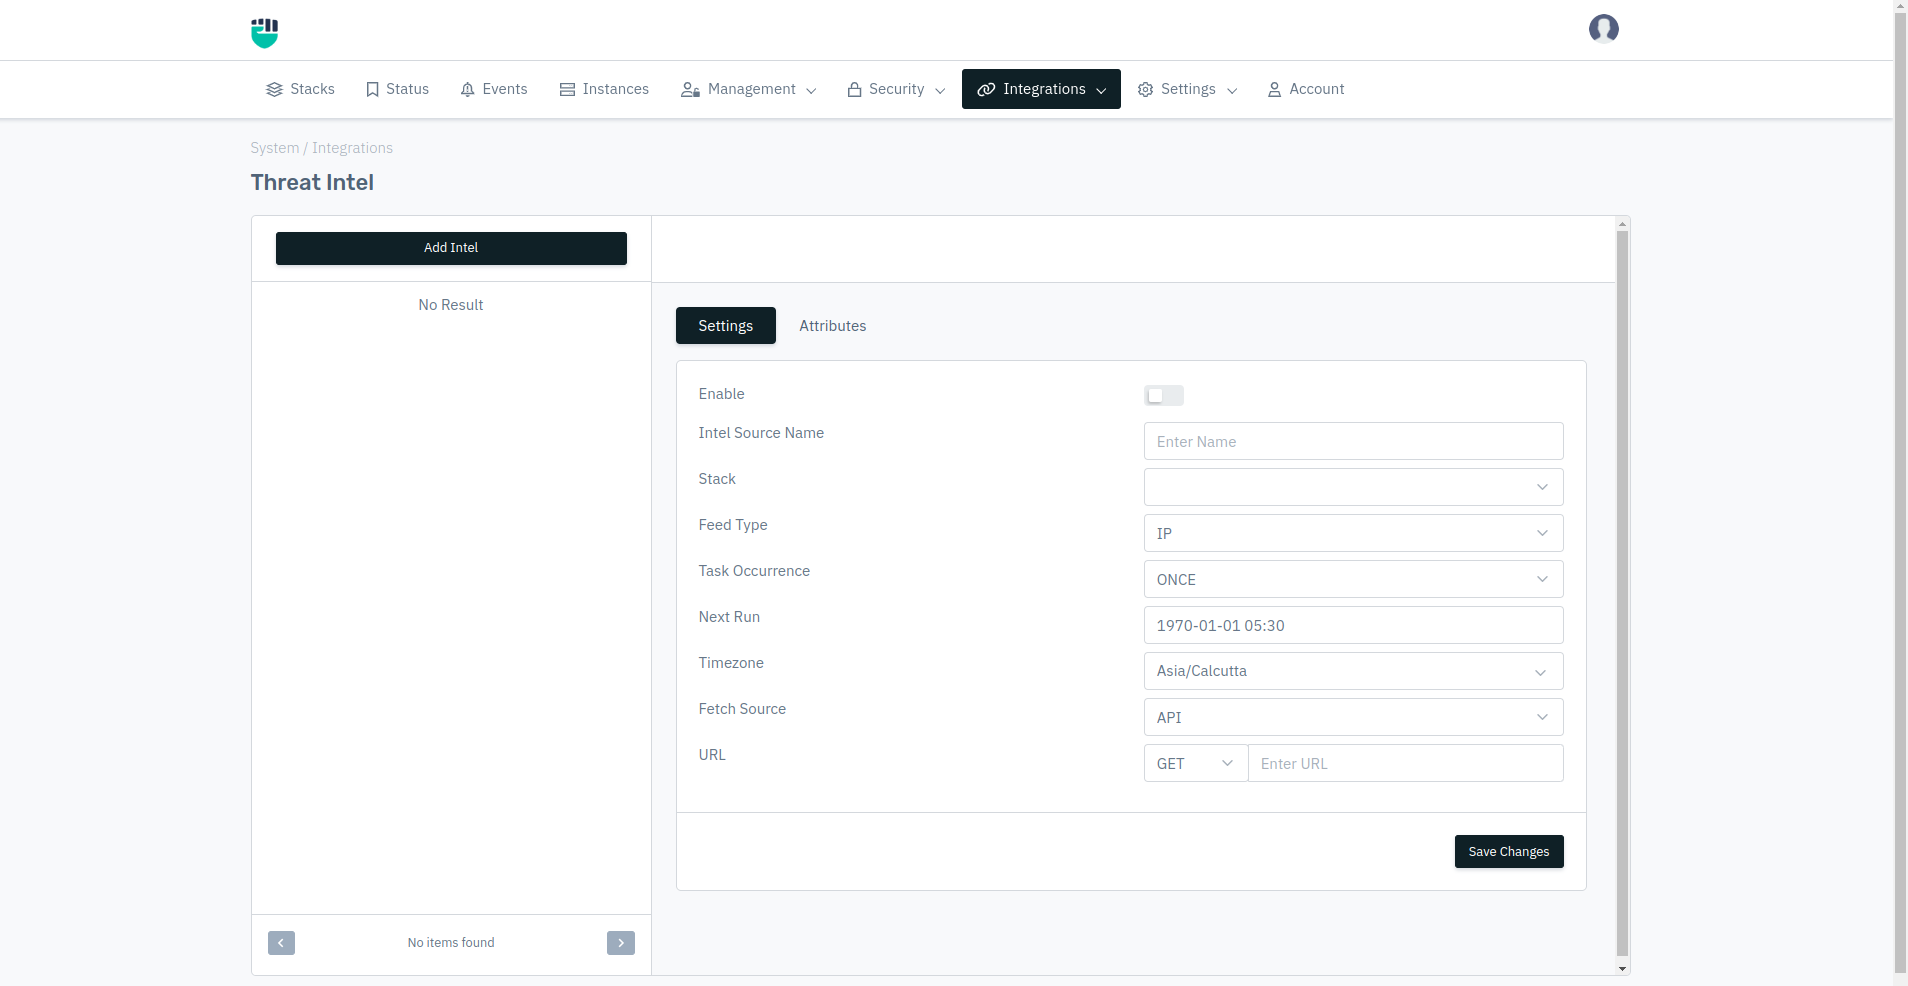 Stacks Status Events Instances Management Security Integrations Settings Account
System / Integrations
Threat Intel
Add Intel
No Result
No items found
Settings Attributes
Enable
Intel Source Name Enter Name
Stack
Feed Type IP
Task Occurrence ONCE
Next Run 1970-01-01 05:30
Timezone Asia/Calcutta
Fetch Source API
URL GET Enter URL
Save Changes